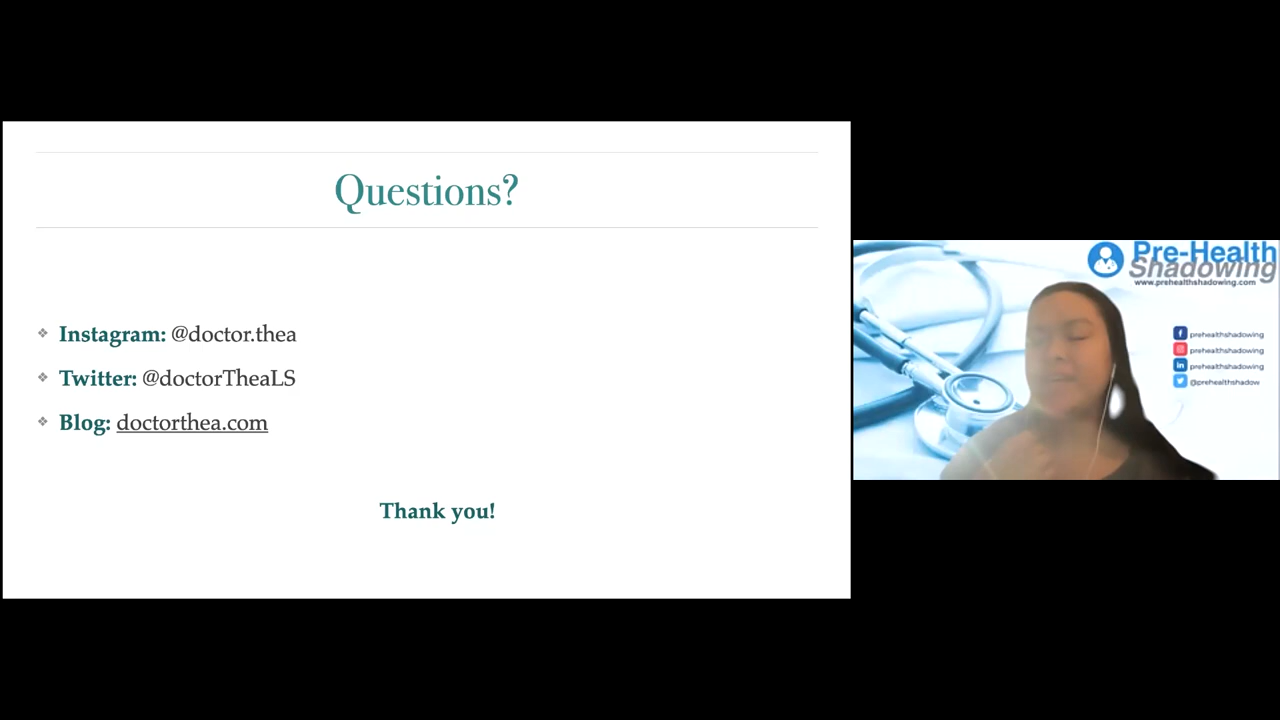 Questions?
❖ Instagram: @doctor.thea
❖ Twitter: @doctorTheaLS
❖ Blog: doctorthea.com
Thank you!
Pre-Health
Shadowing
www.prehealthshadowing.com
prehealthshadowing
prehealthshadowing
prehealthshadowing
@prehealthshadow